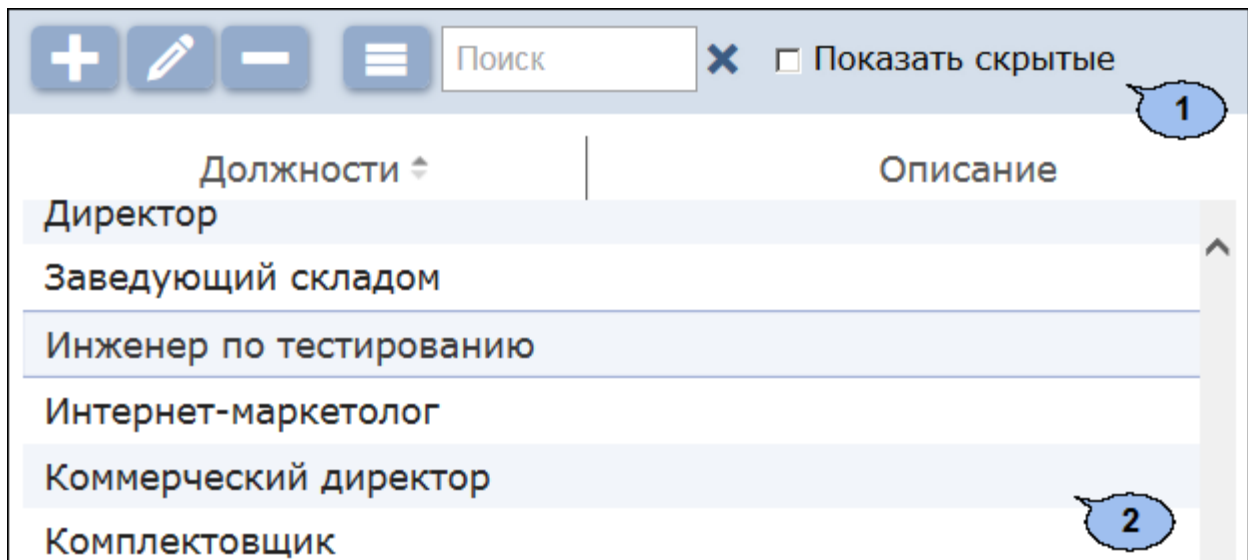 Поиск
Показать скрытые
1
Должности
Описание
Директор
Заведующий складом
Инженер по тестированию
Интернет-маркетолог
Коммерческий директор
2
Комплектовщик